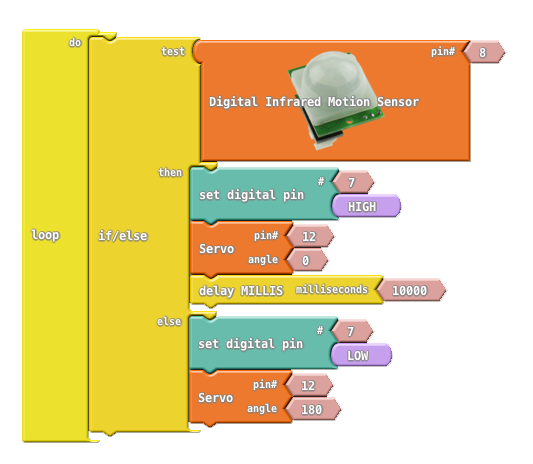 do
test
pin#
8
Digital Infrared Motion Sensor
then
#
7
set digital pin
HIGH
loop
if/else
pin#
12
Servo
angle
0
delay MILLIS milliseconds 10000
else
#
7
set digital pin
LOW
pin#
12
Servo
angle
180